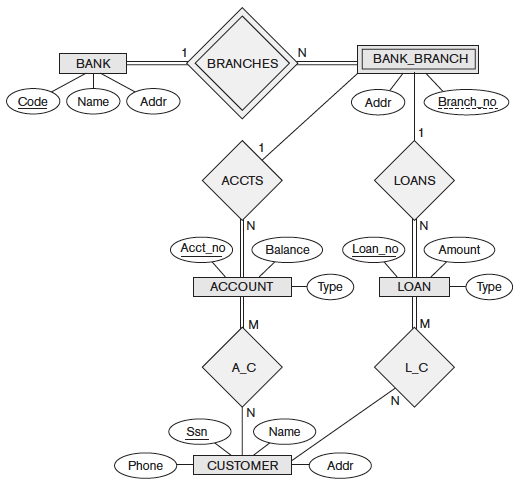 1
N
BANK
BRANCHES
BANK_BRANCH
Code
Name
Addr
Addr
Branch_no
1
1
ACCTS
LOANS
N
N
Acct_no
Balance
Loan_no
Amount
ACCOUNT
Type
LOAN
Type
M
M
A_C
L_C
N
N
Ssn
Name
Phone
CUSTOMER
Addr